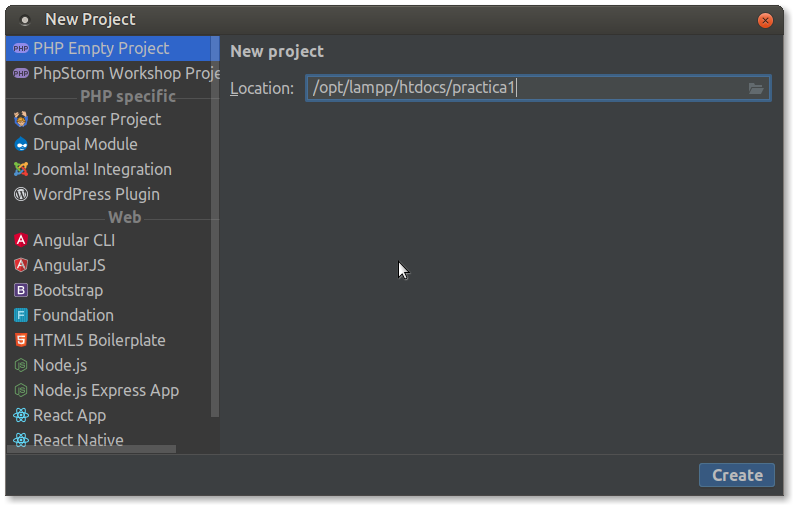 New Project
PHP Empty Project
PhpStorm Workshop Proje
PHP specific
Composer Project
Drupal Module
Joomla! Integration
WordPress Plugin
Web
Angular CLI
AngularJS
Bootstrap
Foundation
HTML5 Boilerplate
Node.js
Node.js Express App
React App
React Native
New project
Location: /opt/lampp/htdocs/practica1
Create